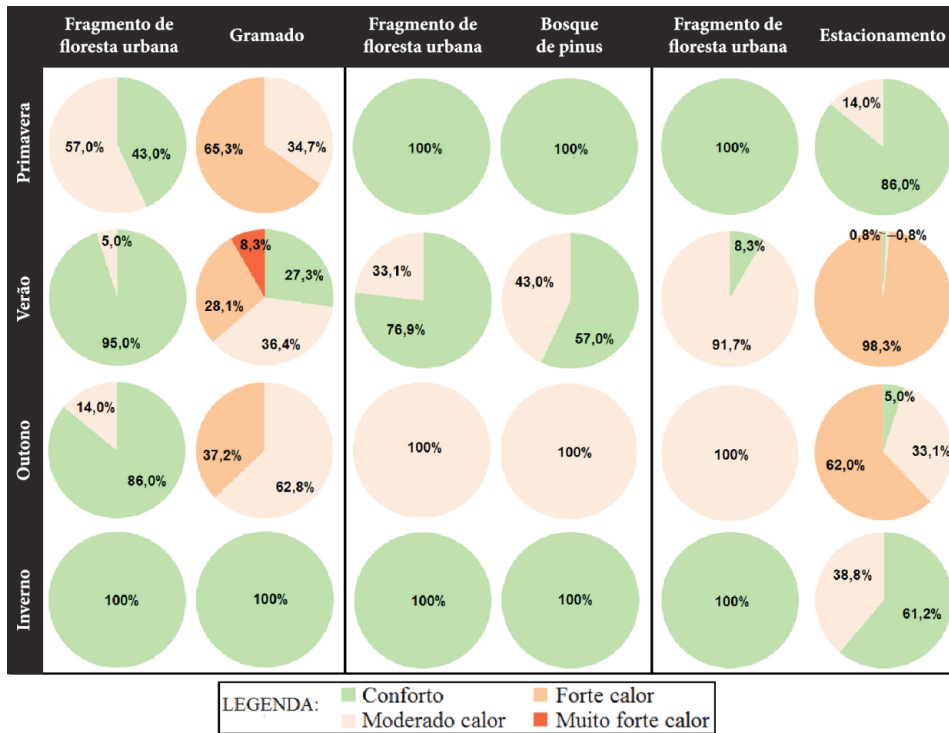 Fragmento de
floresta urbana
Gramado
Fragmento de
floresta urbana
Bosque
de pinus
Fragmento de
floresta urbana
Estacionamento
Primavera
57,0%
43,0%
65,3%
34,7%
100%
100%
100%
14,0%
86,0%
Verão
5,0%
95,0%
8,3%
27,3%
28,1%
36,4%
33,1%
76,9%
43,0%
57,0%
8,3%
91,7%
0,8%
0,8%
98,3%
Outono
14,0%
86,0%
37,2%
62,8%
100%
100%
100%
5,0%
33,1%
62,0%
Inverno
100%
100%
100%
100%
100%
38,8%
61,2%
LEGENDA:
Conforto
Forte calor
Moderado calor
Muito forte calor